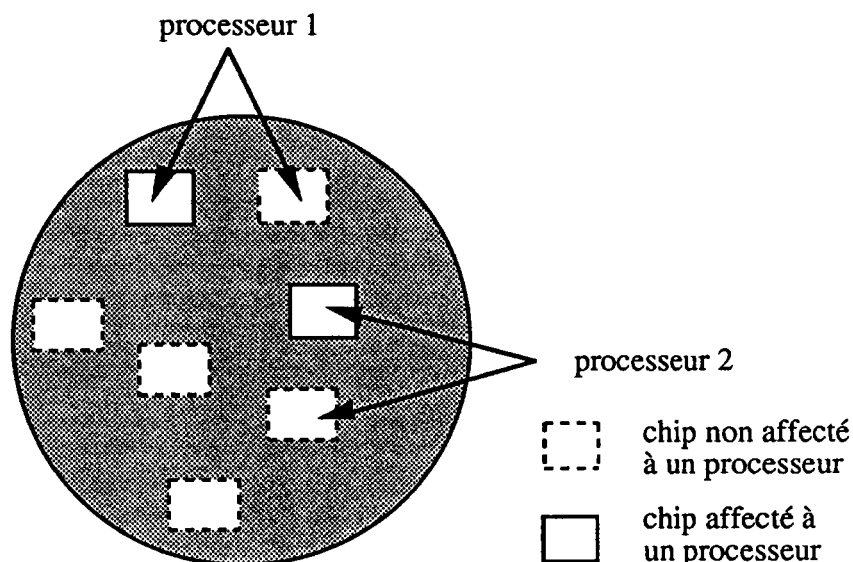 processeur 1
processeur 2
chip non affecté
à un processeur
chip affecté à
un processeur